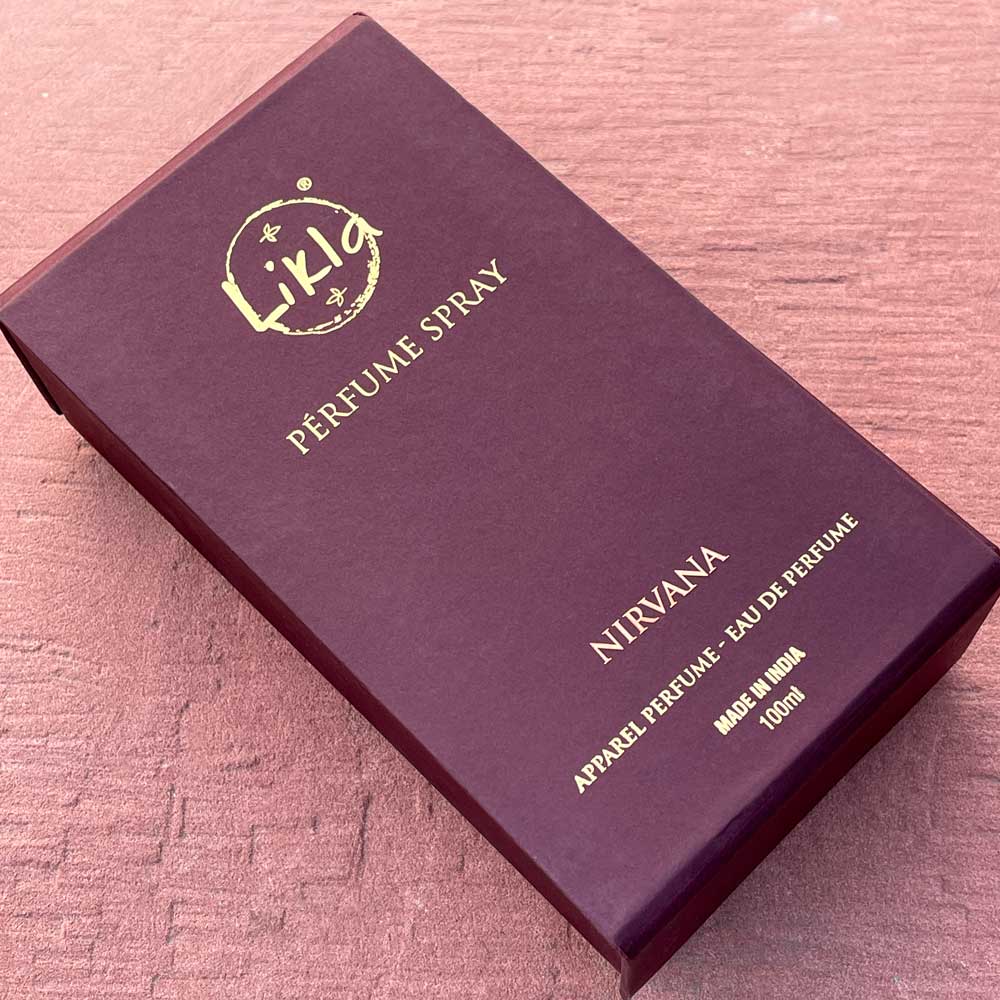 Likla®
PÉRFUME SPRAY
NIRVANA
APPAREL PERFUME - EAU DE PERFUME
MADE IN INDIA
100ml